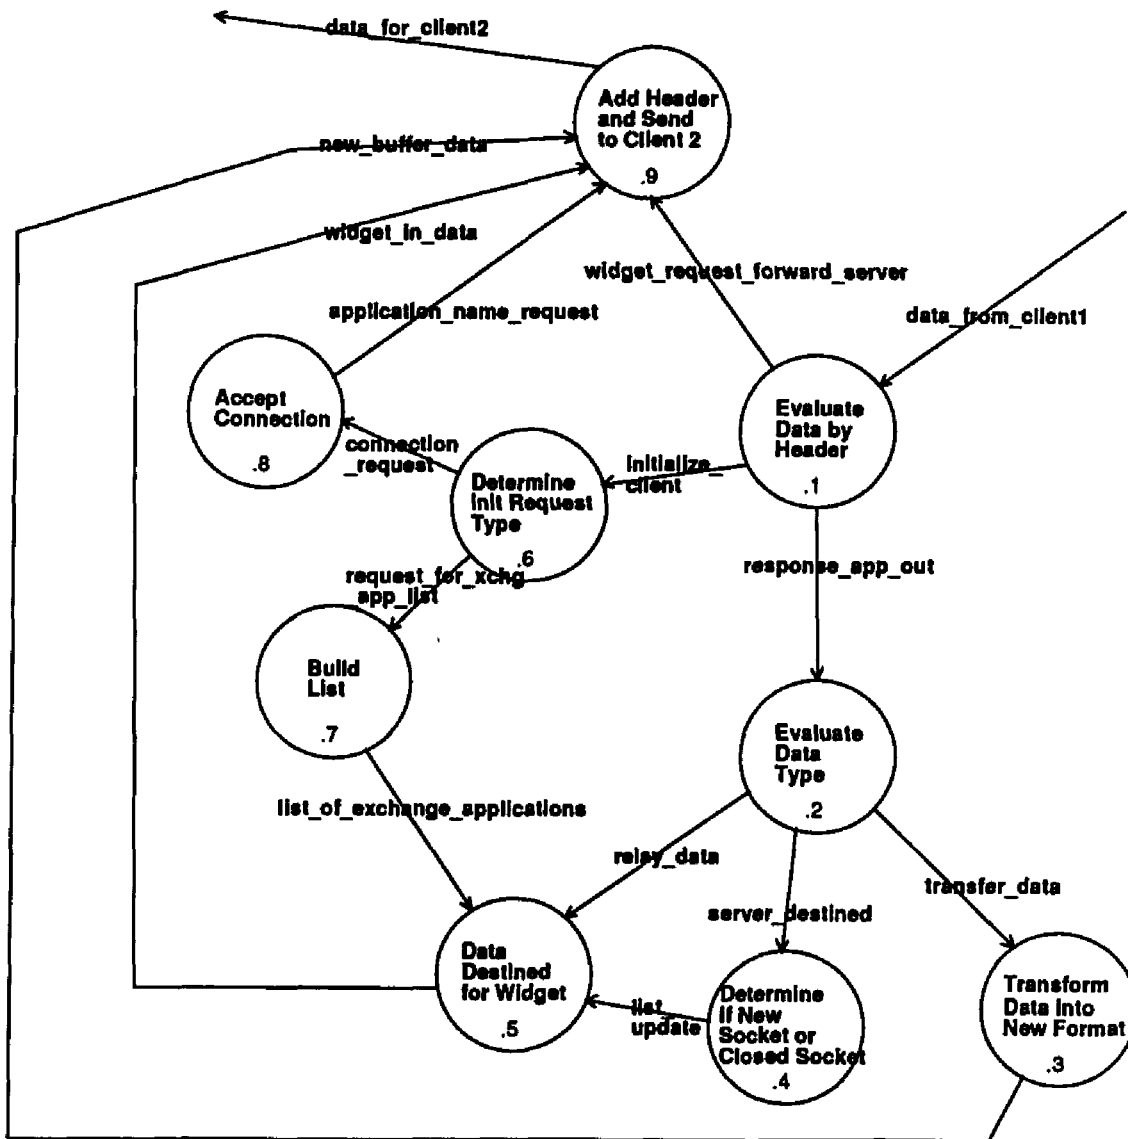 data_for_client2
Add Header
and Send
to Client 2
.9
new_buffer_data
widget_in_data
widget_request_forward_server
application_name_request
data_from_client1
Accept
Connection
.8
Evaluate
Data by
Header
.1
connection
_request
initialize_
client
Determine
Init Request
Type
.6
response_app_out
request_for_xchg
_app_list
Build
List
.7
Evaluate
Data
Type
.2
list_of_exchange_applications
relay_data
transfer_data
server_destined
Data
Destined
for Widget
.5
list_
update
Determine
If New
Socket or
Closed Socket
.4
Transform
Data Into
New Format
.3